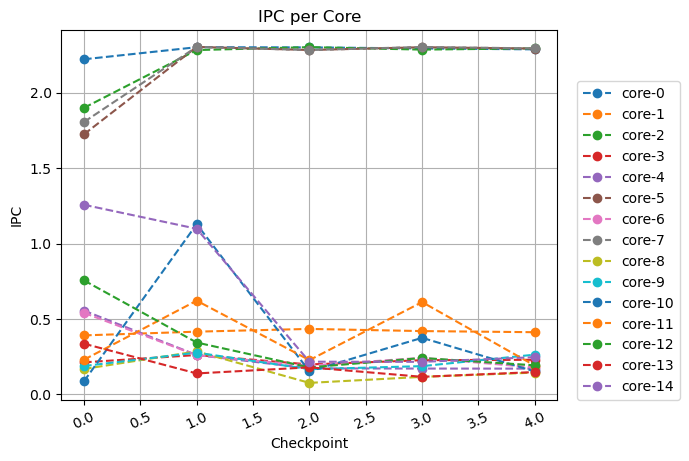 IPC per Core
IPC
2.0
1.5
1.0
0.5
0.0
0.0
0.5
1.0
1.5
2.0
2.5
3.0
3.5
4.0
Checkpoint
core-0
core-1
core-2
core-3
core-4
core-5
core-6
core-7
core-8
core-9
core-10
core-11
core-12
core-13
core-14